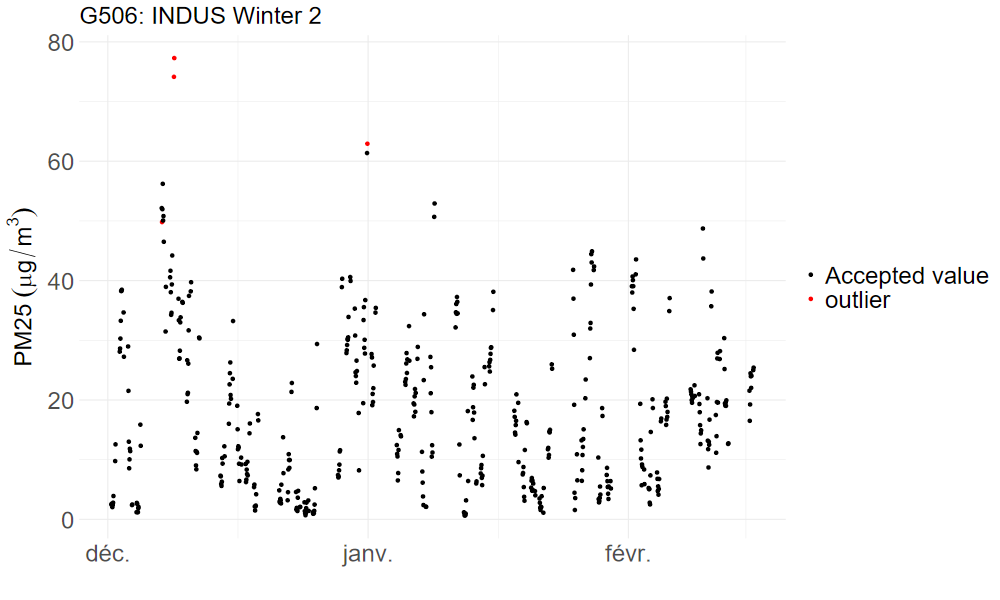 G506: INDUS Winter 2
80
60
40
20
0
PM25 (μg/m³)
déc.
janv.
févr.
Accepted value
outlier